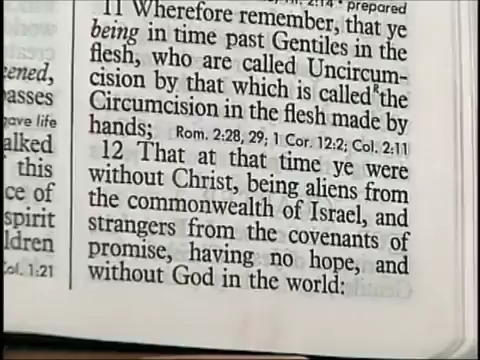 2:14 • prepared
11 Wherefore remember, that ye
being in time past Gentiles in the
flesh, who are called Uncircum-
cision by that which is called the
Circumcision in the flesh made by
hands; Rom. 2:28, 29; 1 Cor. 12:2; Col. 2:11
12 That at that time ye were
without Christ, being aliens from
the commonwealth of Israel, and
strangers from the covenants of
promise, having no hope, and
without God in the world:
ened,
asses
gave life
alked
this
ce of
spirit
ldren
Col. 1:21